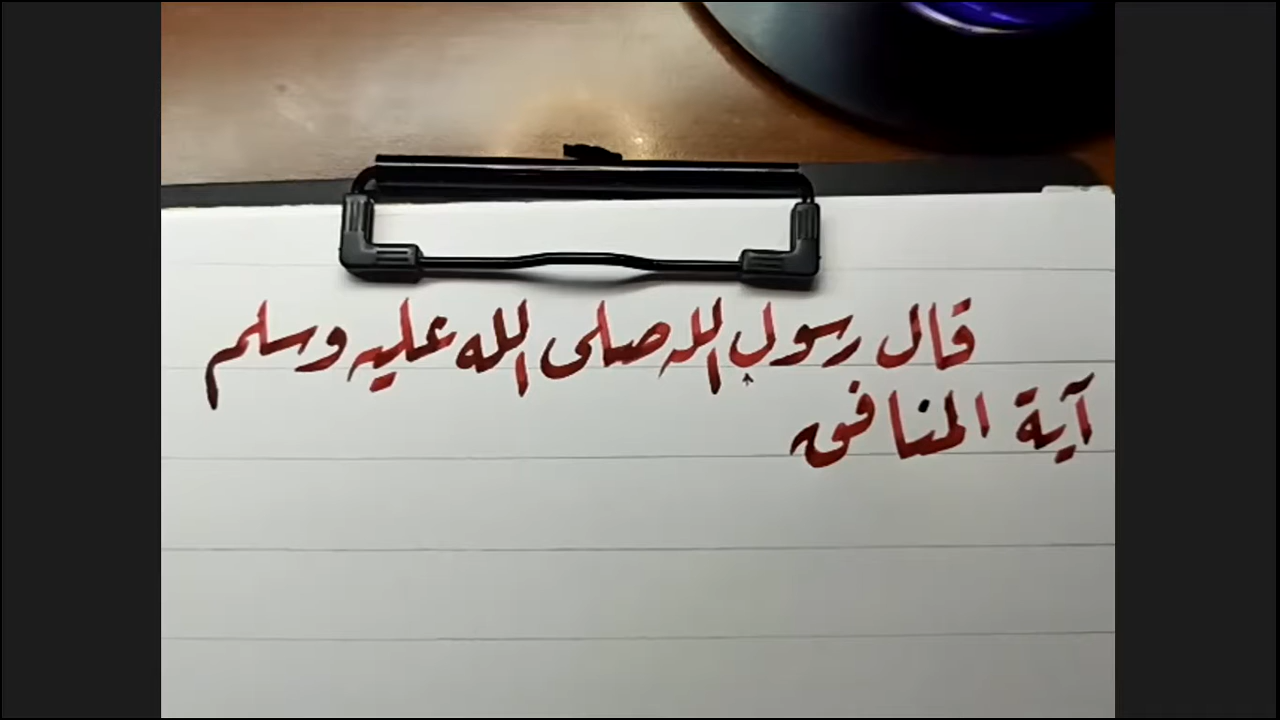 قال رسول الله صلى الله عليه وسلم
آية المنافق